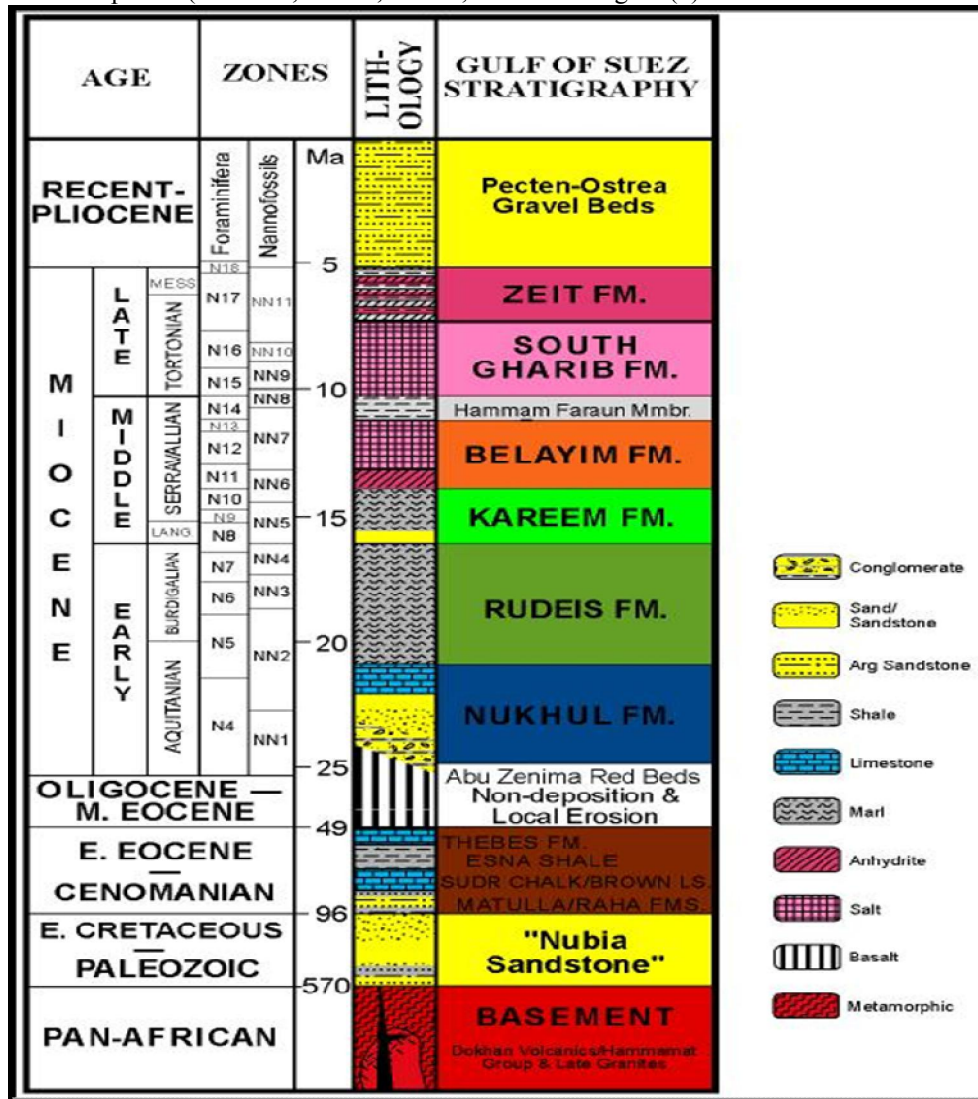 AGE
ZONES
LITH-
OLOGY
GULF OF SUEZ
STRATIGRAPHY
Foraminifera
Nannofossils
Ma
RECENT-
PLIOCENE
Pecten-Ostrea
Gravel Beds
5
MIOCENE
LATE
MESS
TORTONIAN
N18
N17
N16
N15
NN11
NN10
NN9
ZEIT FM.
SOUTH
GHARIB FM.
10
MIDDLE
SERRAVALLIAN
LANG.
N14
N13
N12
N11
N10
N9
N8
NN8
NN7
NN6
NN5
Hammam Faraun Mmbr.
BELAYIM FM.
KAREEM FM.
15
EARLY
BURDIGALIAN
AQUITANIAN
N7
N6
N5
N4
NN4
NN3
NN2
NN1
RUDEIS FM.
20
NUKHUL FM.
25
OLIGOCENE —
M. EOCENE
Abu Zenima Red Beds
Non-deposition &
Local Erosion
49
E. EOCENE
—
CENOMANIAN
THEBES FM.
ESNA SHALE
SUDR CHALK/BROWN LS.
MATULLA/RAHA FMS.
96
E. CRETACEOUS
—
PALEOZOIC
"Nubia
Sandstone"
570
PAN-AFRICAN
BASEMENT
Dokhan Volcanics/Hammamat
Group & Late Granites
Conglomerate
Sand/
Sandstone
Arg Sandstone
Shale
Limestone
Marl
Anhydrite
Salt
Basalt
Metamorphic